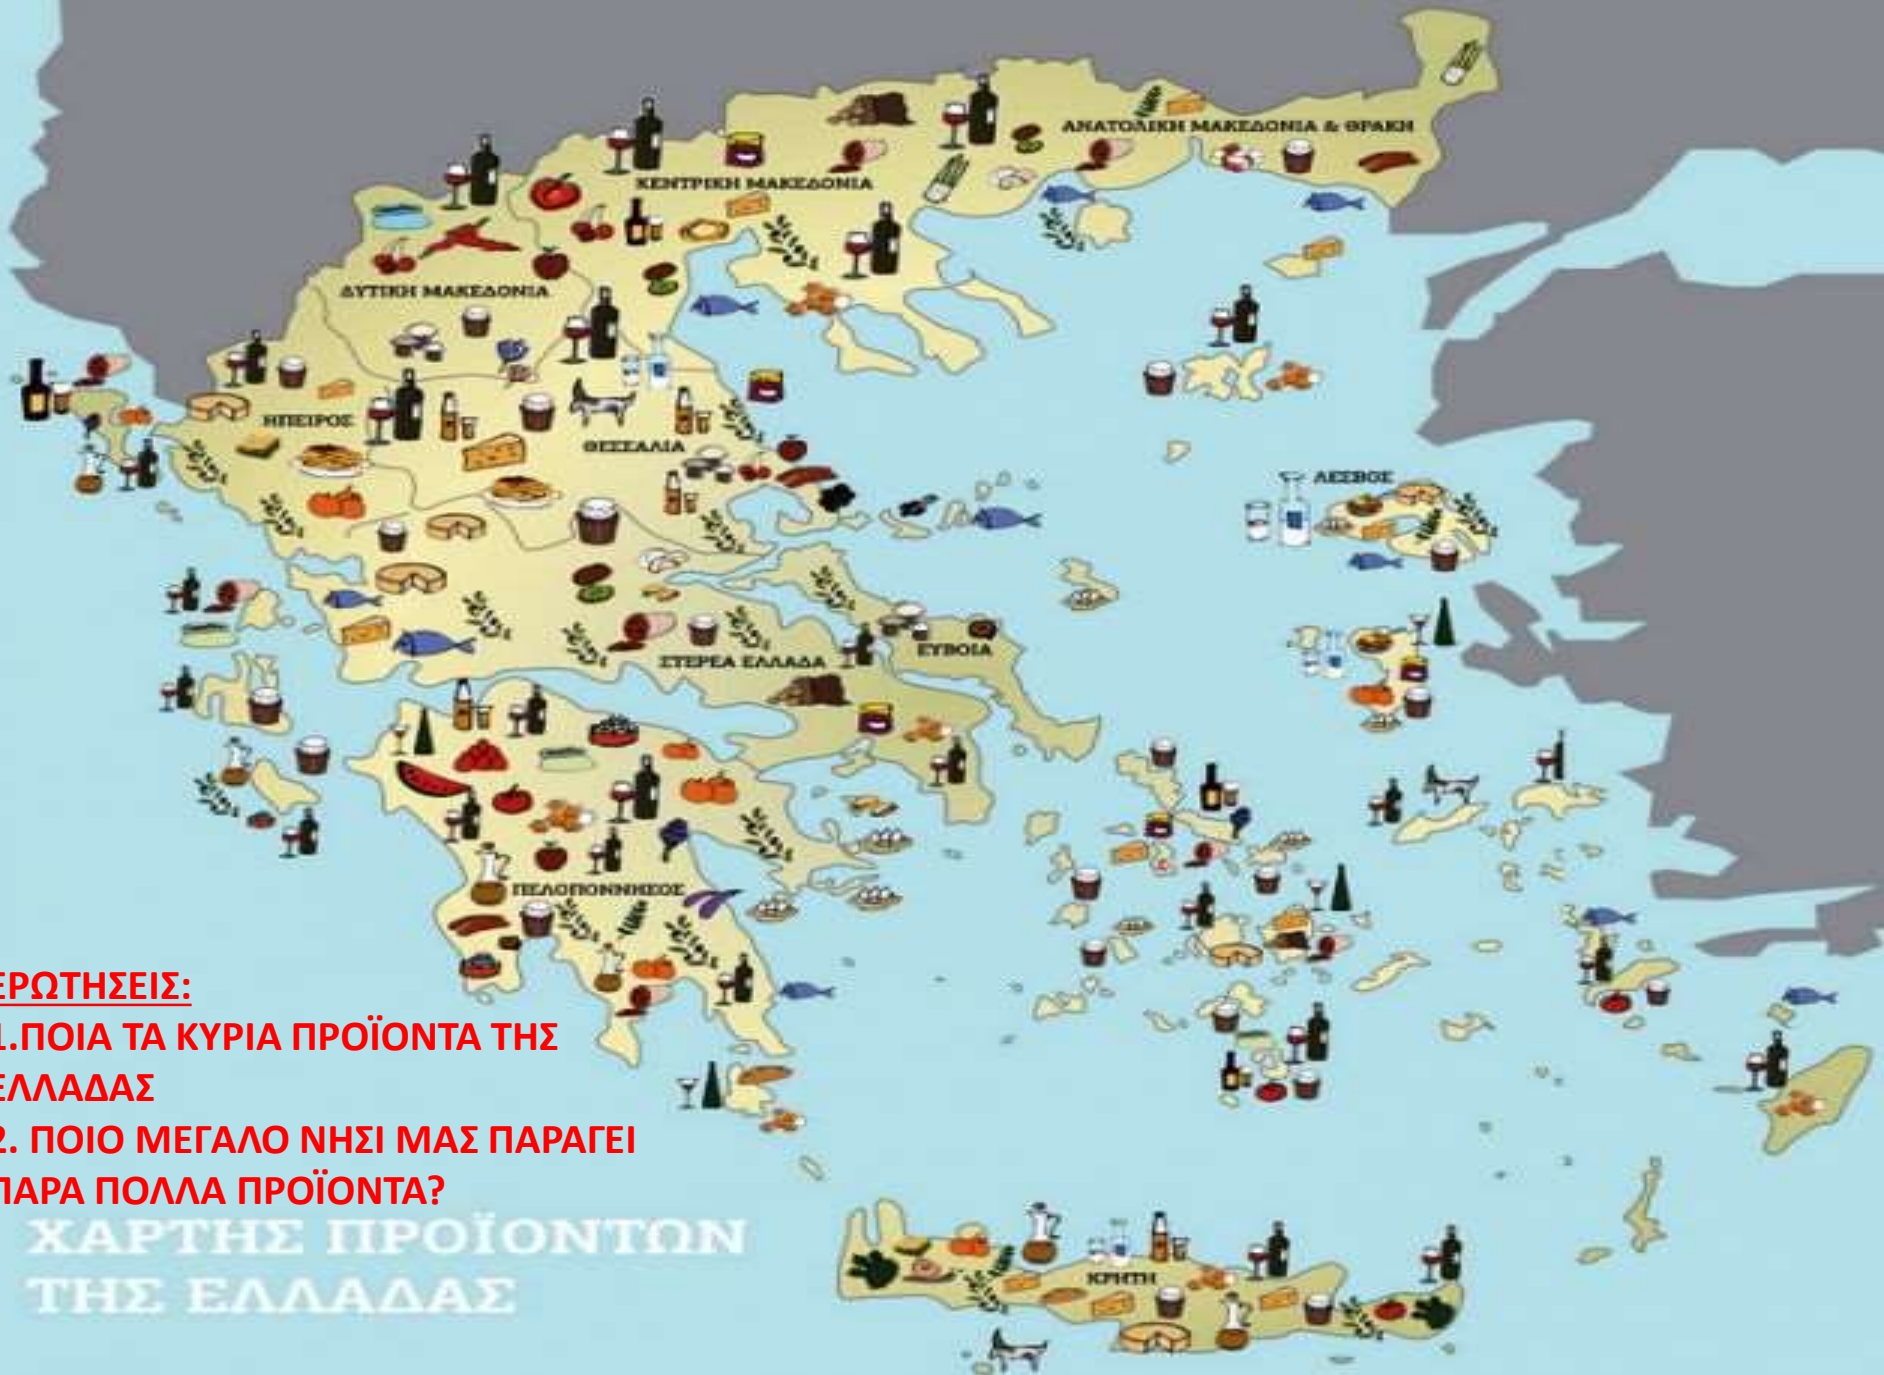 ΑΝΑΤΟΛΙΚΗ ΜΑΚΕΔΟΝΙΑ & ΘΡΑΚΗ
ΚΕΝΤΡΙΚΗ ΜΑΚΕΔΟΝΙΑ
ΔΥΤΙΚΗ ΜΑΚΕΔΟΝΙΑ
ΗΠΕΙΡΟΣ
ΘΕΣΣΑΛΙΑ
ΛΕΣΒΟΣ
ΣΤΕΡΕΑ ΕΛΛΑΔΑ
ΕΥΒΟΙΑ
ΠΕΛΟΠΟΝΝΗΣΟΣ
ΕΡΩΤΗΣΕΙΣ:
1.ΠΟΙΑ ΤΑ ΚΥΡΙΑ ΠΡΟΪΟΝΤΑ ΤΗΣ
ΕΛΛΑΔΑΣ
2. ΠΟΙΟ ΜΕΓΑΛΟ ΝΗΣΙ ΜΑΣ ΠΑΡΑΓΕΙ
ΠΑΡΑ ΠΟΛΛΑ ΠΡΟΪΟΝΤΑ?
ΧΑΡΤΗΣ ΠΡΟΪΟΝΤΩΝ
ΤΗΣ ΕΛΛΑΔΑΣ
ΚΡΗΤΗ